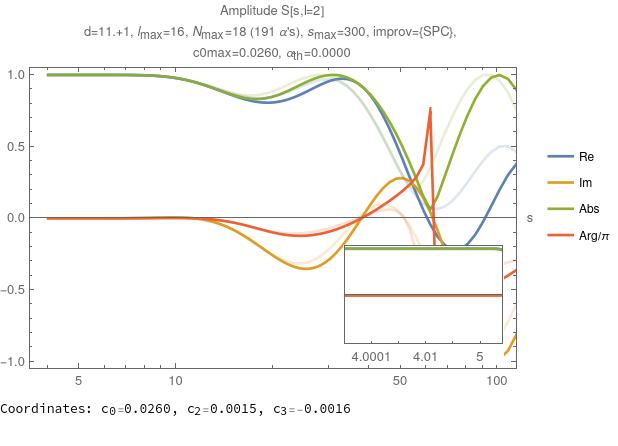 Amplitude S[s,l=2]
d=11.+1, lmax=16, Nmax=18 (191 α's), smax=300, improv={SPC},
c0max=0.0260, αth=0.0000
1.0
0.5
0.0
−0.5
−1.0
s
Re
Im
Abs
Arg/π
4.0001 4.01 5
5 10 50 100
Coordinates: c0=0.0260, c2=0.0015, c3=−0.0016